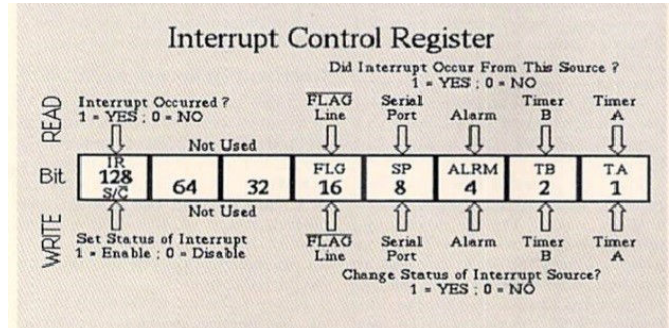 Interrupt Control Register
Did Interrupt Occur From This Source ?
1 = YES ; 0 = NO
READ
Interrupt Occurred ?
1 = YES ; 0 = NO
FLAG Line
Serial Port
Alarm
Timer B
Timer A
Not Used
Bit
IR 128 S/C
64
32
FLG 16
SP 8
ALRM 4
TB 2
TA 1
Not Used
WRITE
Set Status of Interrupt
1 = Enable ; 0 = Disable
FLAG Line
Serial Port
Alarm
Timer B
Timer A
Change Status of Interrupt Source?
1 = YES ; 0 = NO